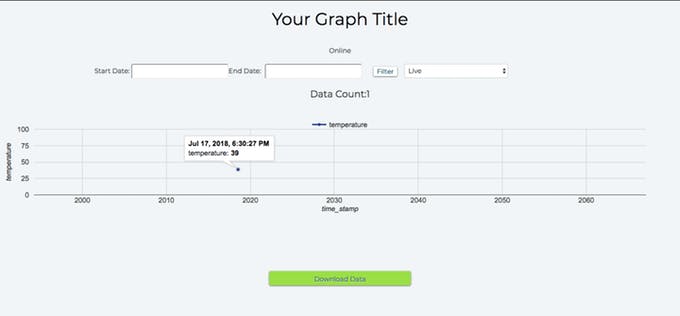 Your Graph Title
Online
Start Date: End Date: Filter Live
Data Count:1
temperature
100
Jul 17, 2018, 6:30:27 PM
75
temperature: 39
50
25
0
temperature
2000 2010 2020 2030 2040 2050 2060
time_stamp
Download Data